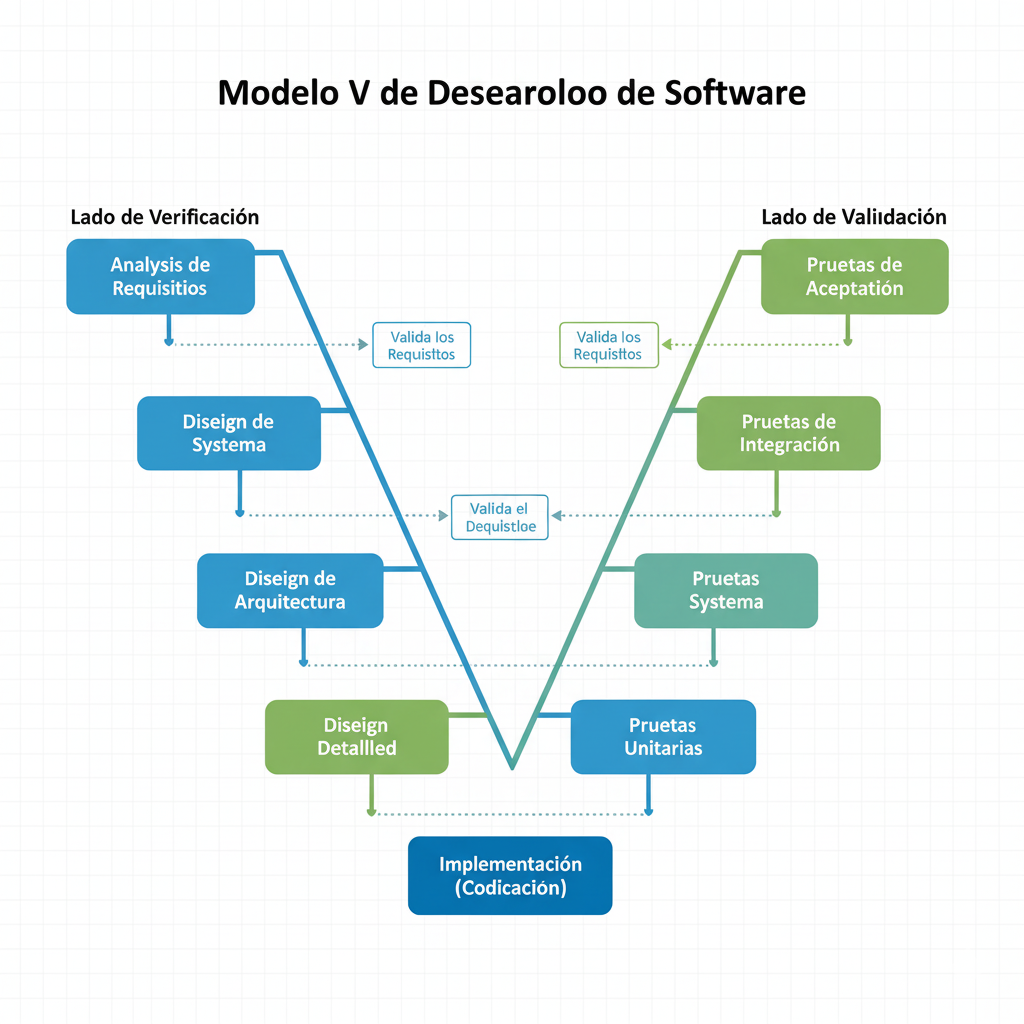 Modelo V de Desearoloo de Software
Lado de Verificación
Lado de Valiıdación
Analysis de
Requisitios
Pruetas de
Aceptatión
Valida los
Requisttos
Valida los
Requisttos
Diseign de
Systema
Pruetas de
Integración
Valida el
Dequistloe
Diseign de
Arquitectura
Pruetas
Systema
Diseign
Detallled
Pruetas
Unitarias
Implementación
(Codicación)